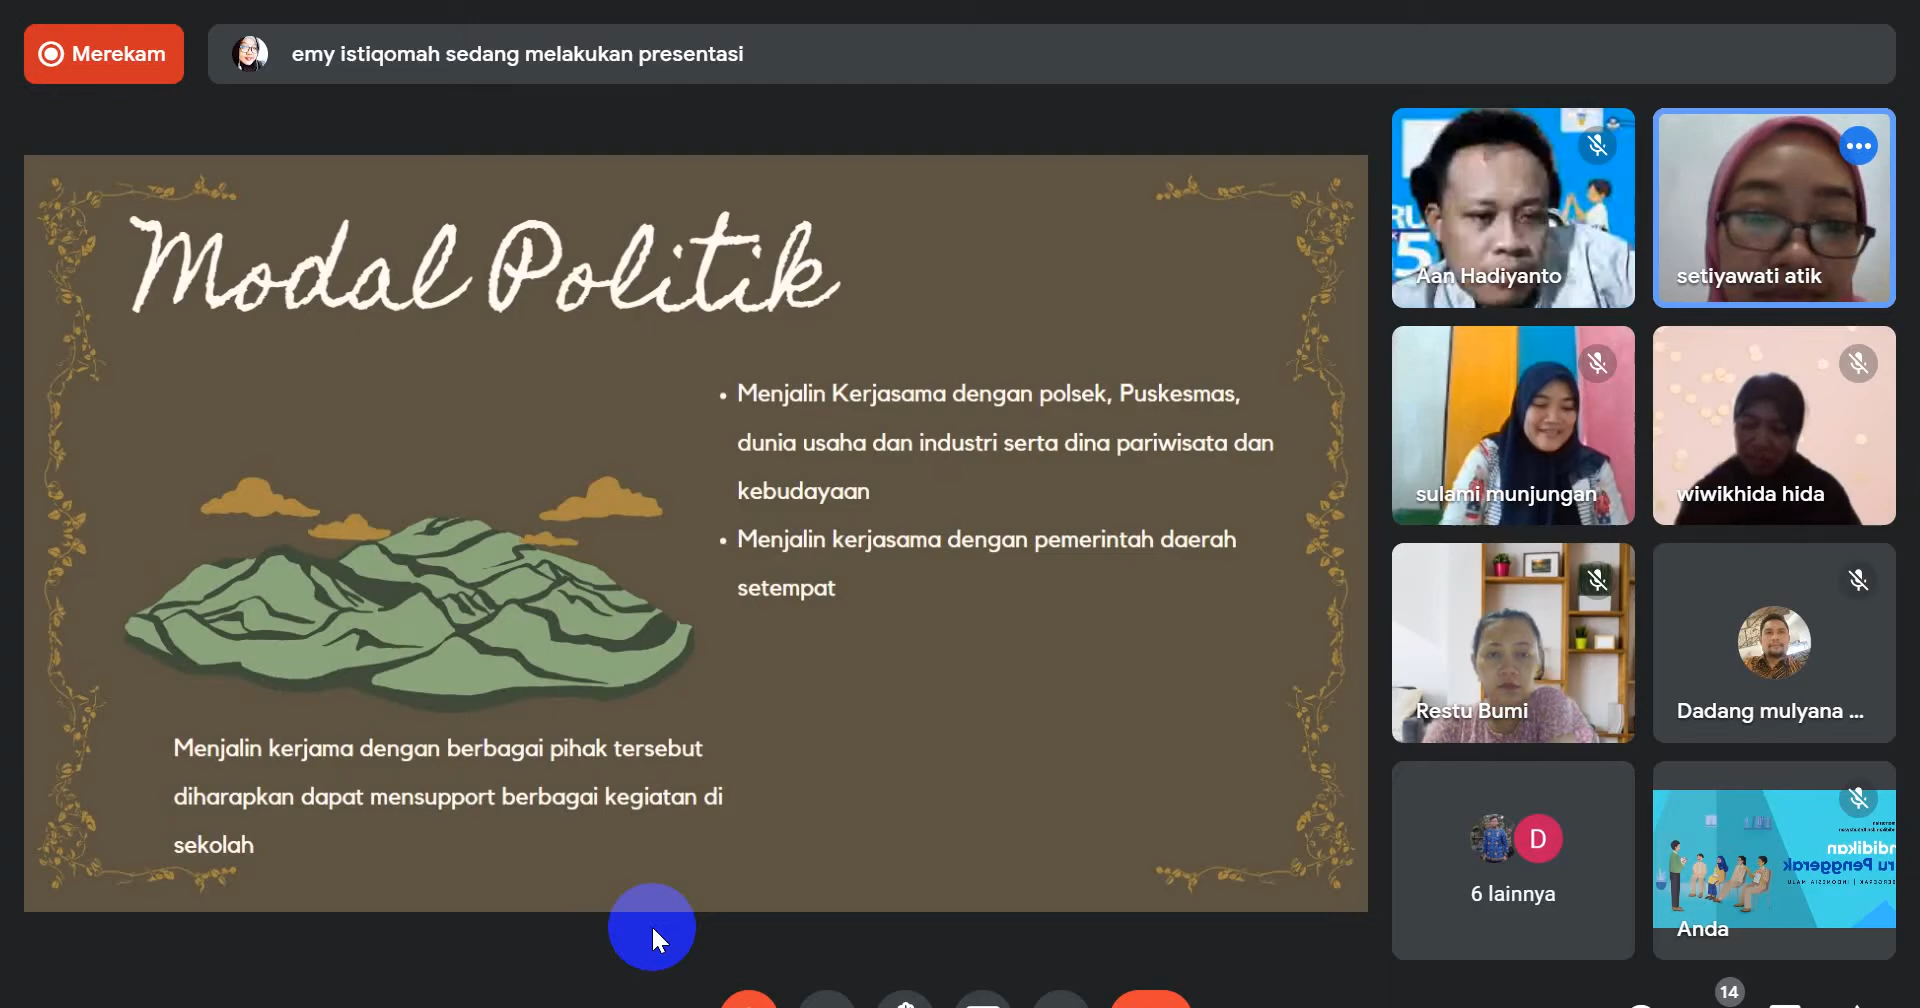 Merekam
emy istiqomah sedang melakukan presentasi
Modal Politik
Menjalin Kerjasama dengan polsek, Puskesmas,
dunia usaha dan industri serta dina pariwisata dan
kebudayaan
Menjalin kerjasama dengan pemerintah daerah
setempat
Menjalin kerjama dengan berbagai pihak tersebut
diharapkan dapat mensupport berbagai kegiatan di
sekolah
Aan Hadiyanto
setiyawati atik
sulami munjungan
wiwikhida hida
Restu Bumi
Dadang mulyana ...
D
6 lainnya
ndidikan
ru Penggerak
Anda
14